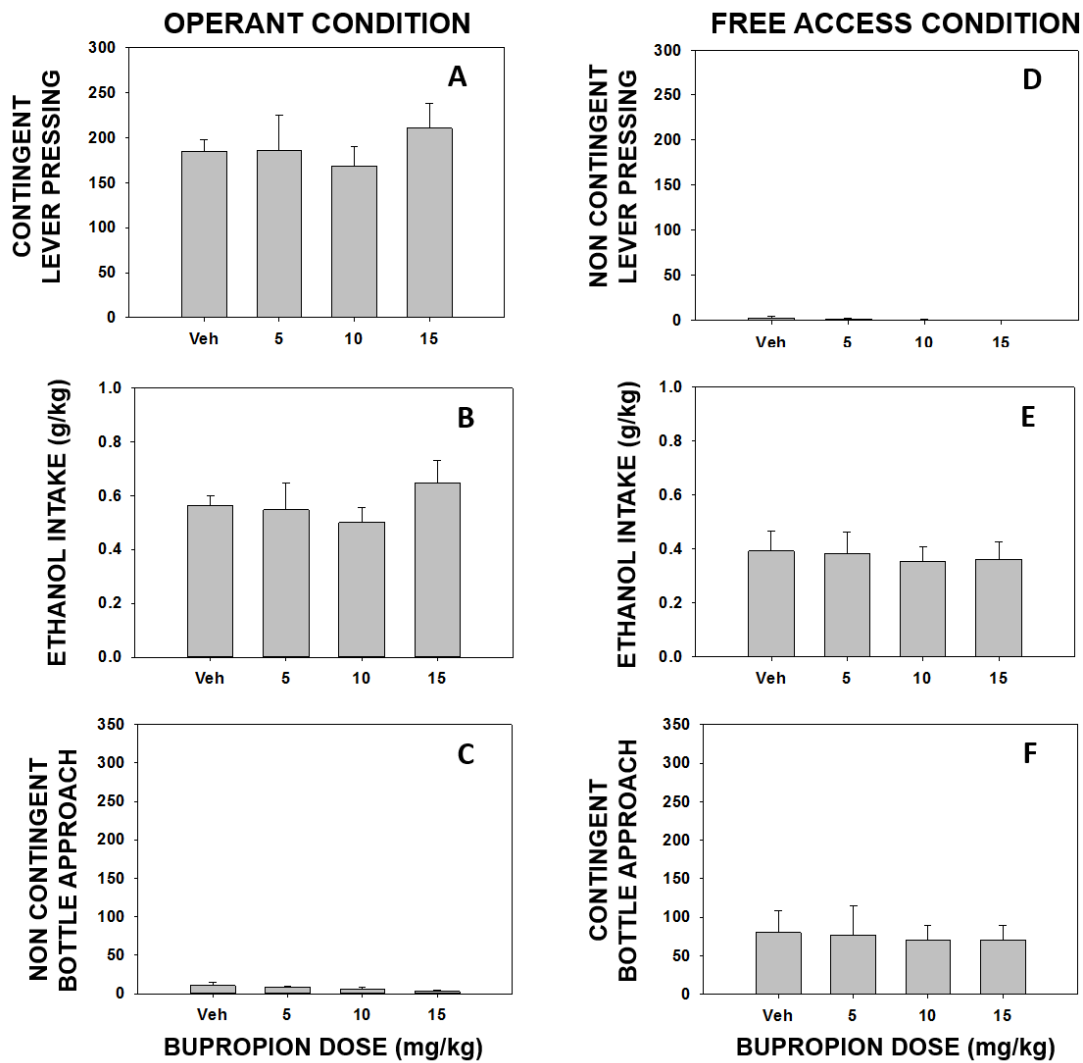 OPERANT CONDITION
CONTINGENT
LEVER PRESSING
300
250
200
150
100
50
0
A
Veh 5 10 15
ETHANOL INTAKE (g/kg)
1.0
0.8
0.6
0.4
0.2
0.0
B
Veh 5 10 15
NON CONTINGENT
BOTTLE APPROACH
350
300
250
200
150
100
50
0
C
Veh 5 10 15
BUPROPION DOSE (mg/kg)
FREE ACCESS CONDITION
NON CONTINGENT
LEVER PRESSING
300
250
200
150
100
50
0
D
Veh 5 10 15
ETHANOL INTAKE (g/kg)
1.0
0.8
0.6
0.4
0.2
0.0
E
Veh 5 10 15
CONTINGENT
BOTTLE APPROACH
350
300
250
200
150
100
50
0
F
Veh 5 10 15
BUPROPION DOSE (mg/kg)